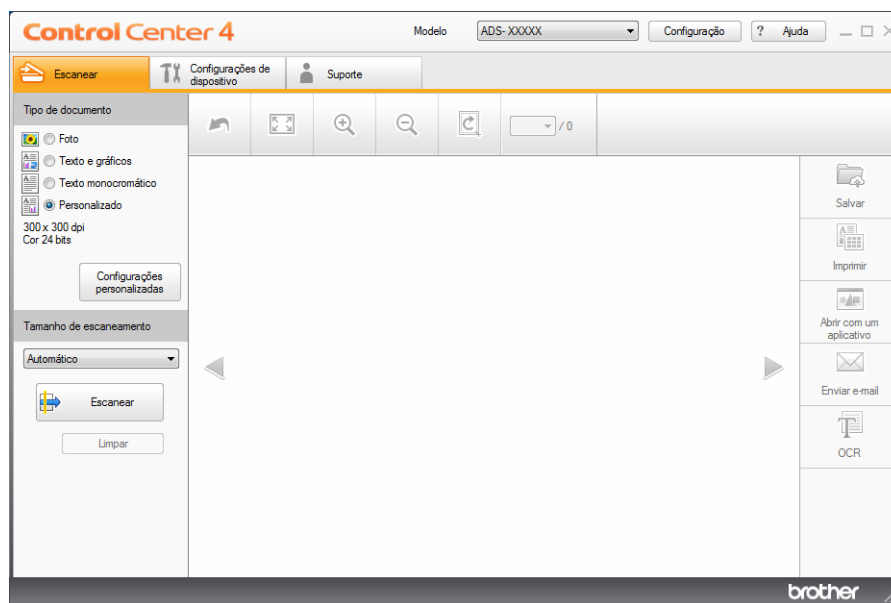 Control Center 4
Modelo
ADS-XXXXX
Configuração
? Ajuda
Escanear
Configurações de
dispositivo
Suporte
Tipo de documento
/ 0
Foto
Texto e gráficos
Texto monocromático
Personalizado
300 x 300 dpi
Cor 24 bits
Configurações
personalizadas
Tamanho de escaneamento
Automático
Escanear
Limpar
Salvar
Imprimir
Abrir com um
aplicativo
Enviar e-mail
OCR
brother